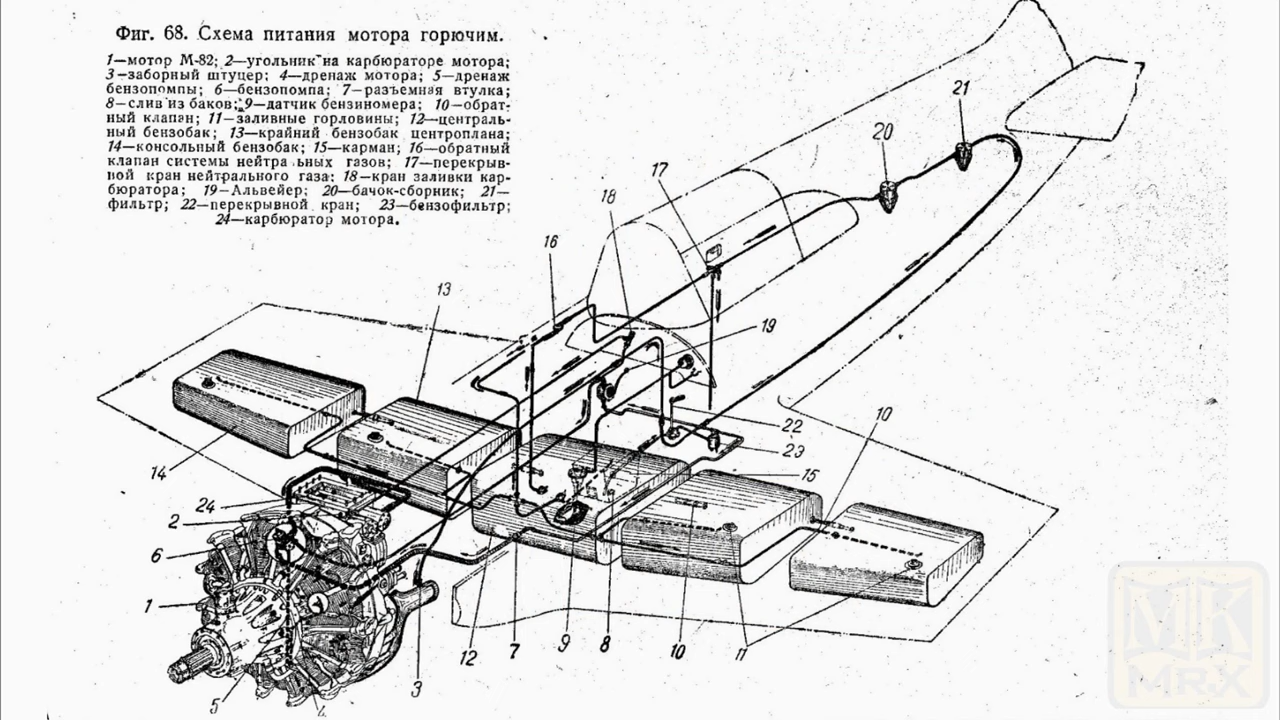 Фиг. 68. Схема питания мотора горючим.
1—мотор М-82; 2—угольник на карбюраторе мотора;
3—заборный штуцер; 4—дренаж мотора; 5—дренаж
бензопомпы; 6—бензопомпа; 7—разъемная втулка;
8—слив из баков; 9—датчик бензиномера; 10—обрат-
ный клапан; 11—заливные горловины; 12—централь-
ный бензобак; 13—крайний бензобак центроплана;
14—консольный бензобак; 15—карман; 16—обратный
клапан системы нейтра ьных газов; 17—перекрыв-
ной кран нейтрального газа: 18—кран заливки кар-
бюратора; 19—Альвейер; 20—бачок-сборник; 21—
фильтр; 22—перекрывной кран; 23—бензофильтр;
24—карбюратор мотора.
21
20
17
18
16
13
19
10
22
23
14
15
24
2
6
1
12
7
9
8
10
11
3
5
4
MK
MR.X